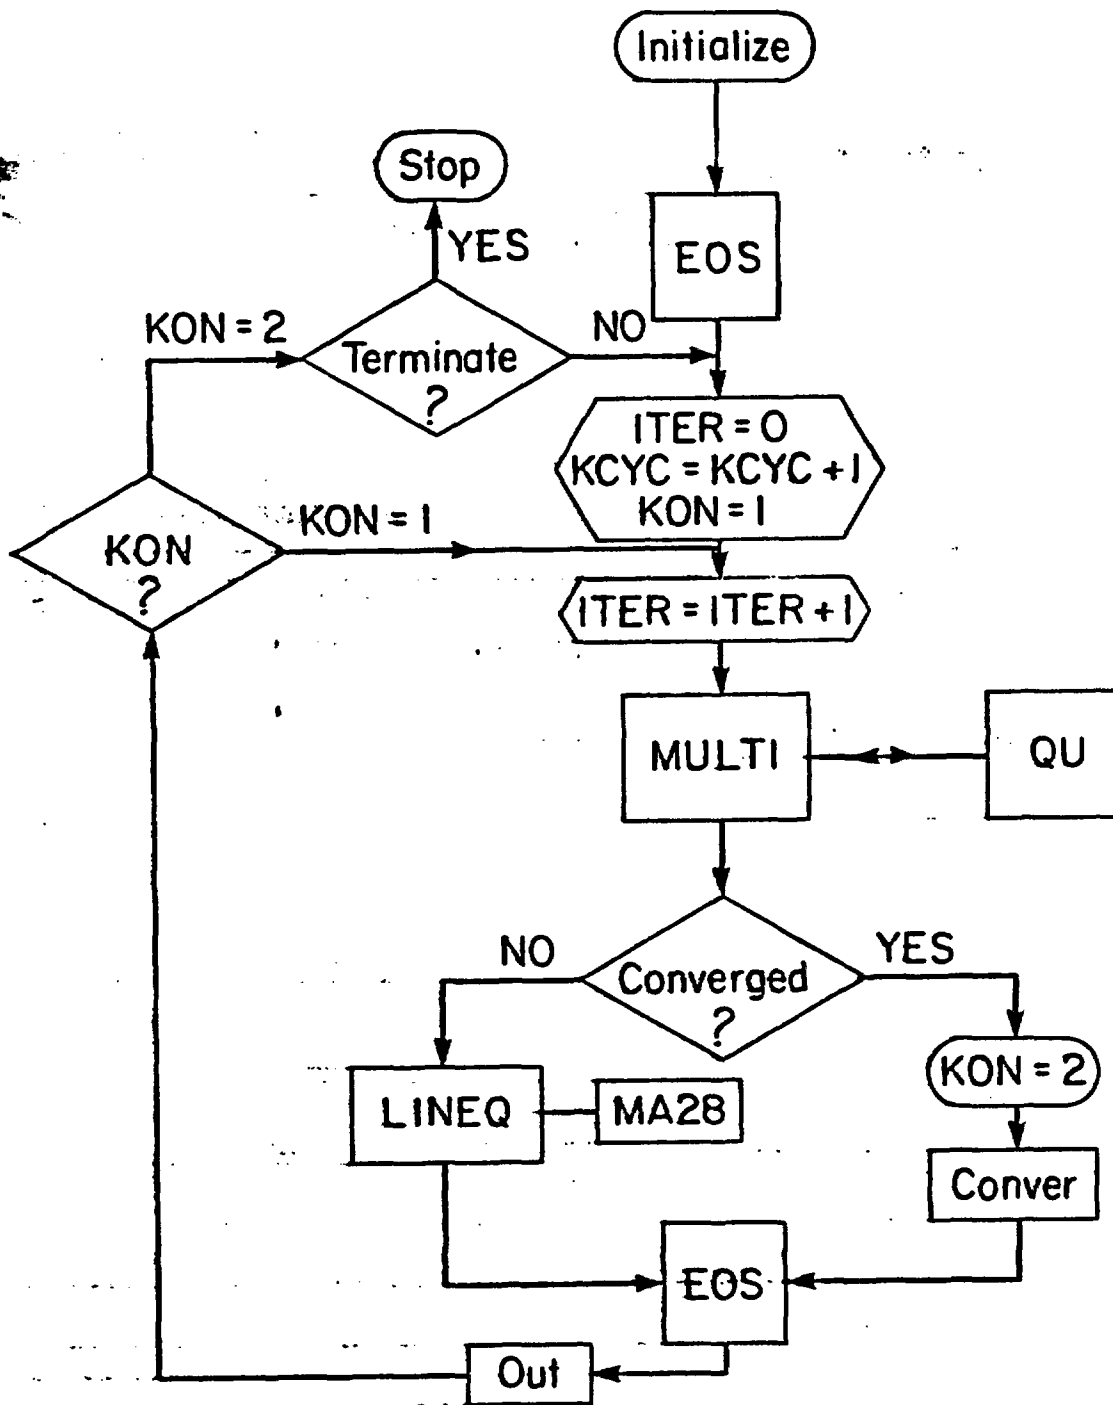 Initialize
Stop
YES
EOS
KON = 2
NO
Terminate
?
ITER = 0
KCYC = KCYC + 1
KON = 1
KON = 1
KON
?
ITER = ITER + 1
MULTI
QU
NO
YES
Converged
?
KON = 2
LINEQ
MA28
Conver
EOS
Out